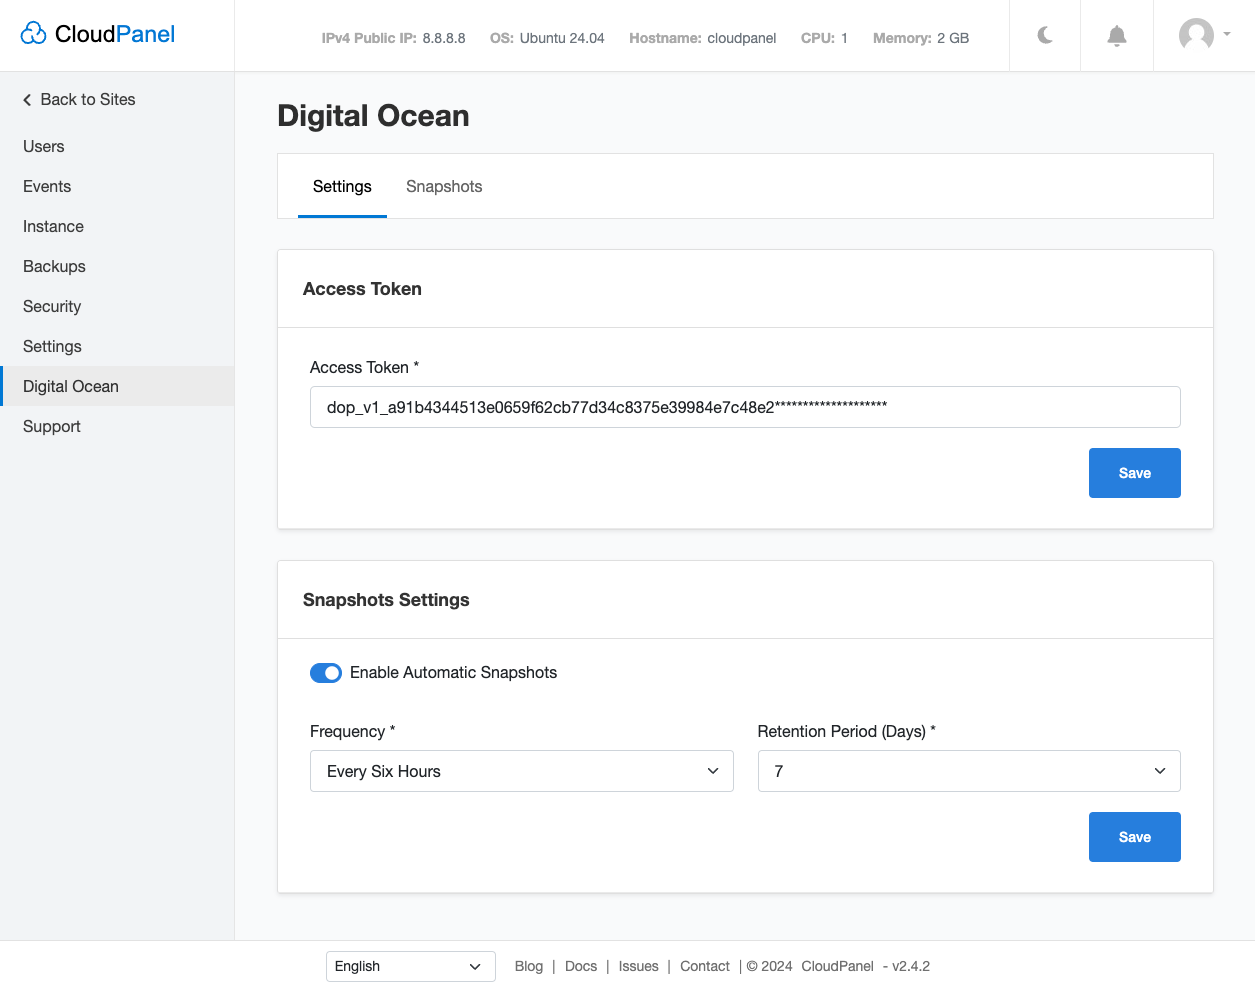 CloudPanel
IPv4 Public IP: 8.8.8.8 OS: Ubuntu 24.04 Hostname: cloudpanel CPU: 1 Memory: 2 GB
Back to Sites
Users
Events
Instance
Backups
Security
Settings
Digital Ocean
Support
Digital Ocean
Settings Snapshots
Access Token
Access Token *
dop_v1_a91b4344513e0659f62cb77d34c8375e39984e7c48e2********************
Save
Snapshots Settings
Enable Automatic Snapshots
Frequency * Retention Period (Days) *
Every Six Hours 7
Save
English Blog | Docs | Issues | Contact | © 2024 CloudPanel - v2.4.2